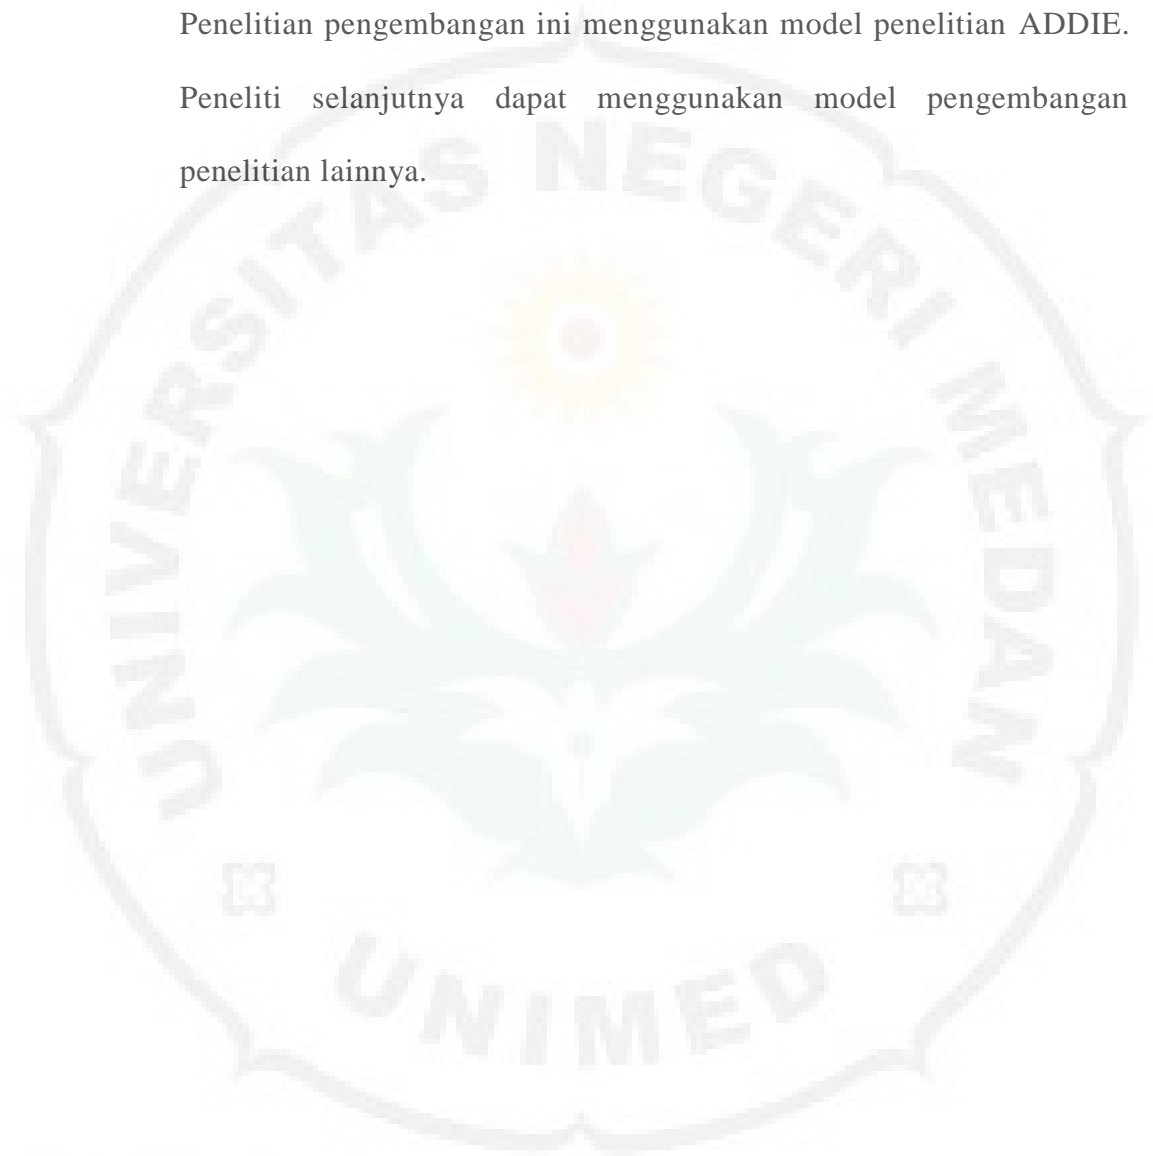 Penelitian pengembangan ini menggunakan model penelitian ADDIE.
Peneliti selanjutnya dapat menggunakan model pengembangan
penelitian lainnya.
UNIVERSITAS NEGERI MEDAN
UNIMED